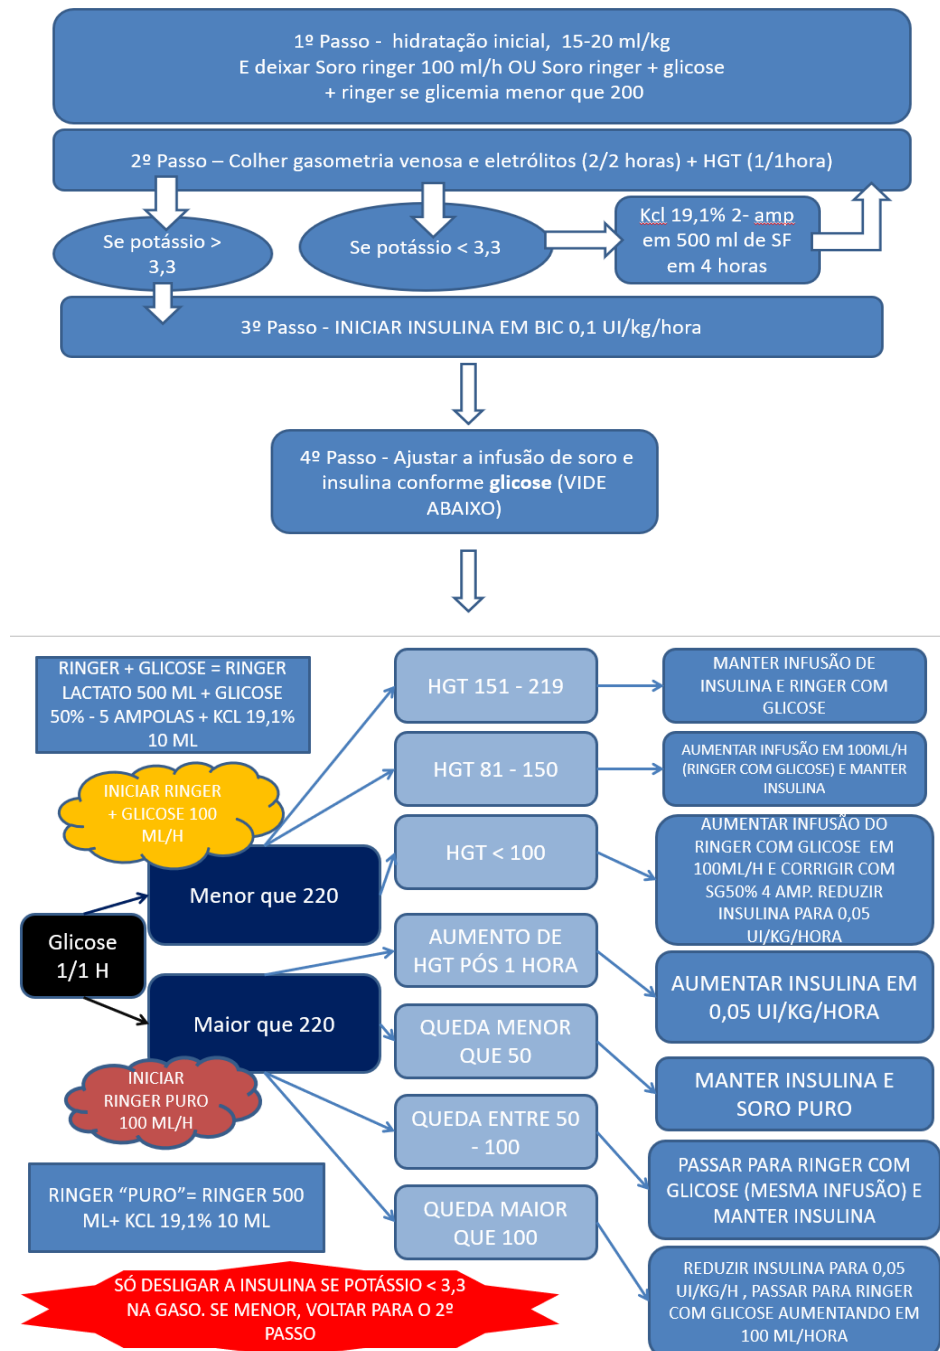 1º Passo - hidratação inicial, 15-20 ml/kg
E deixar Soro ringer 100 ml/h OU Soro ringer + glicose
+ ringer se glicemia menor que 200
2º Passo – Colher gasometria venosa e eletrólitos (2/2 horas) + HGT (1/1hora)
Se potássio >
3,3
Se potássio < 3,3
Kcl 19,1% 2- amp
em 500 ml de SF
em 4 horas
3º Passo - INICIAR INSULINA EM BIC 0,1 UI/kg/hora
4º Passo - Ajustar a infusão de soro e
insulina conforme glicose (VIDE
ABAIXO)
RINGER + GLICOSE = RINGER
LACTATO 500 ML + GLICOSE
50% - 5 AMPOLAS + KCL 19,1%
10 ML
INICIAR RINGER
+ GLICOSE 100
ML/H
Glicose
1/1 H
Menor que 220
HGT 151 - 219
MANTER INFUSÃO DE
INSULINA E RINGER COM
GLICOSE
HGT 81 - 150
AUMENTAR INFUSÃO EM 100ML/H
(RINGER COM GLICOSE) E MANTER
INSULINA
HGT < 100
AUMENTAR INFUSÃO DO
RINGER COM GLICOSE EM
100ML/H E CORRIGIR COM
SG50% 4 AMP. REDUZIR
INSULINA PARA 0,05
UI/KG/HORA
Maior que 220
INICIAR
RINGER PURO
100 ML/H
AUMENTO DE
HGT PÓS 1 HORA
AUMENTAR INSULINA EM
0,05 UI/KG/HORA
QUEDA MENOR
QUE 50
MANTER INSULINA E
SORO PURO
QUEDA ENTRE 50
- 100
PASSAR PARA RINGER COM
GLICOSE (MESMA INFUSÃO) E
MANTER INSULINA
QUEDA MAIOR
QUE 100
REDUZIR INSULINA PARA 0,05
UI/KG/H , PASSAR PARA RINGER
COM GLICOSE AUMENTANDO EM
100 ML/HORA
RINGER “PURO”= RINGER 500
ML+ KCL 19,1% 10 ML
SÓ DESLIGAR A INSULINA SE POTÁSSIO < 3,3
NA GASO. SE MENOR, VOLTAR PARA O 2º
PASSO